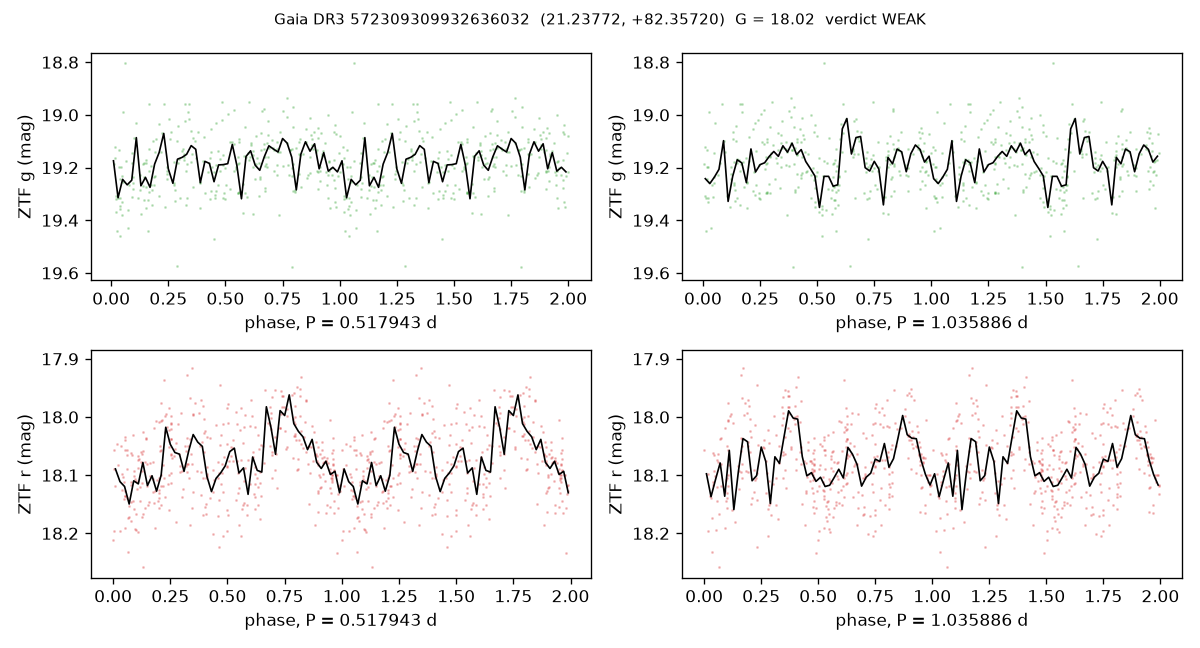 Gaia DR3 572309309932636032  (21.23772, +82.35720)  G = 18.02  verdict WEAK
18.8
19.0
19.2
19.4
19.6
ZTF g (mag)
0.00 0.25 0.50 0.75 1.00 1.25 1.50 1.75 2.00
phase, P = 0.517943 d
18.8
19.0
19.2
19.4
19.6
ZTF g (mag)
0.00 0.25 0.50 0.75 1.00 1.25 1.50 1.75 2.00
phase, P = 1.035886 d
17.9
18.0
18.1
18.2
ZTF r (mag)
0.00 0.25 0.50 0.75 1.00 1.25 1.50 1.75 2.00
phase, P = 0.517943 d
17.9
18.0
18.1
18.2
ZTF r (mag)
0.00 0.25 0.50 0.75 1.00 1.25 1.50 1.75 2.00
phase, P = 1.035886 d